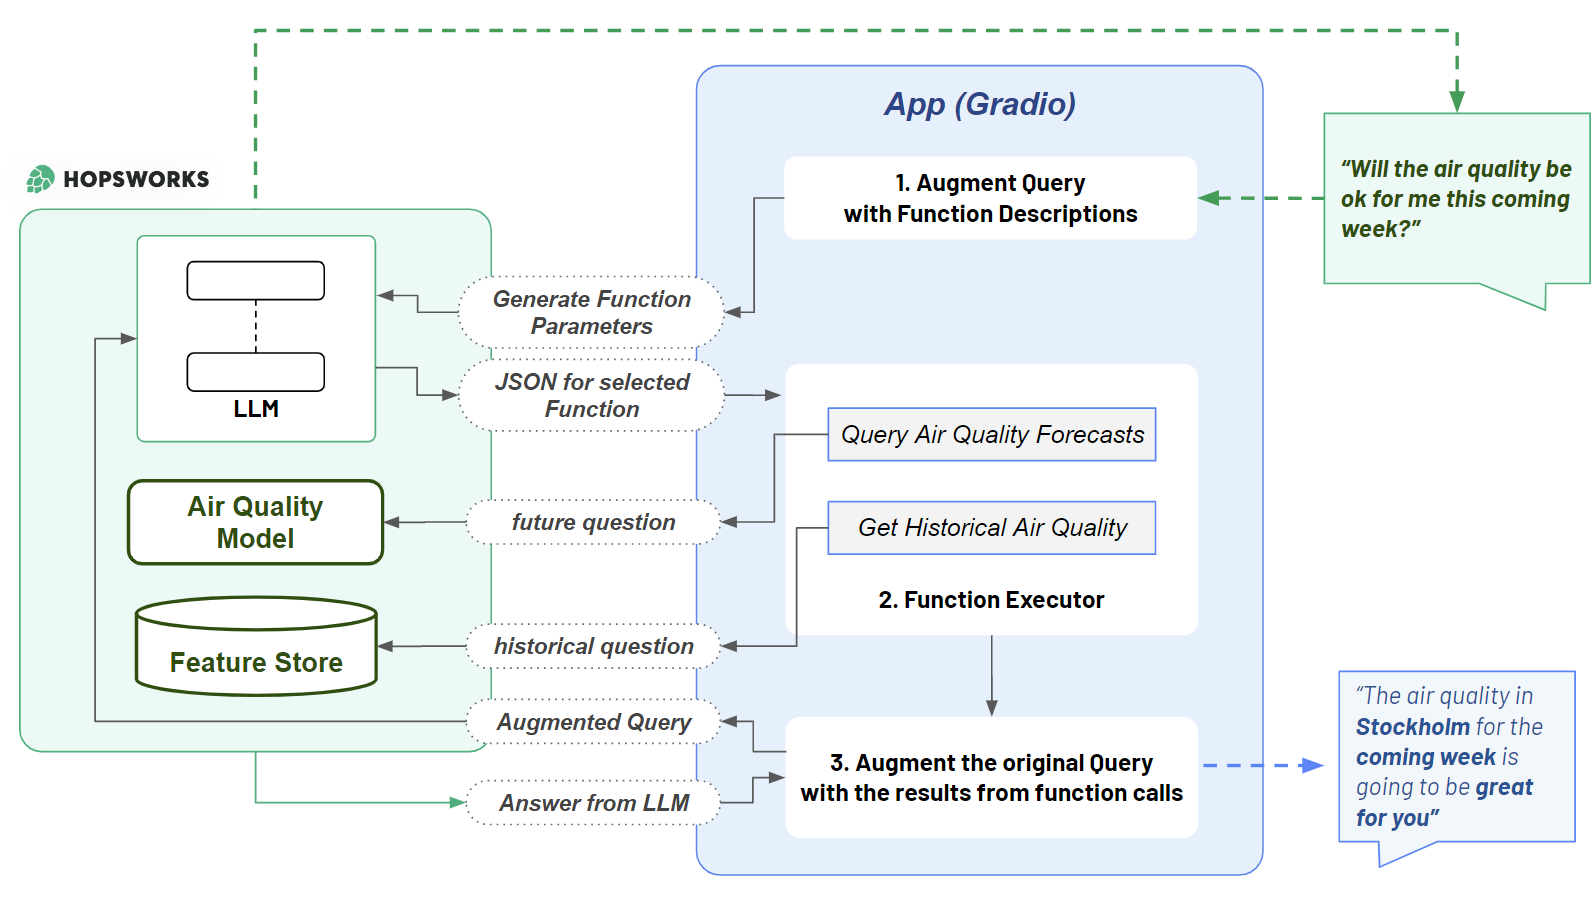 App (Gradio)
HOPSWORKS
1. Augment Query
with Function Descriptions
“Will the air quality be
ok for me this coming
week?”
Generate Function
Parameters
LLM
JSON for selected
Function
Query Air Quality Forecasts
Air Quality
Model
future question
Get Historical Air Quality
2. Function Executor
Feature Store
historical question
Augmented Query
3. Augment the original Query
with the results from function calls
Answer from LLM
“The air quality in
Stockholm for the
coming week is
going to be great
for you”